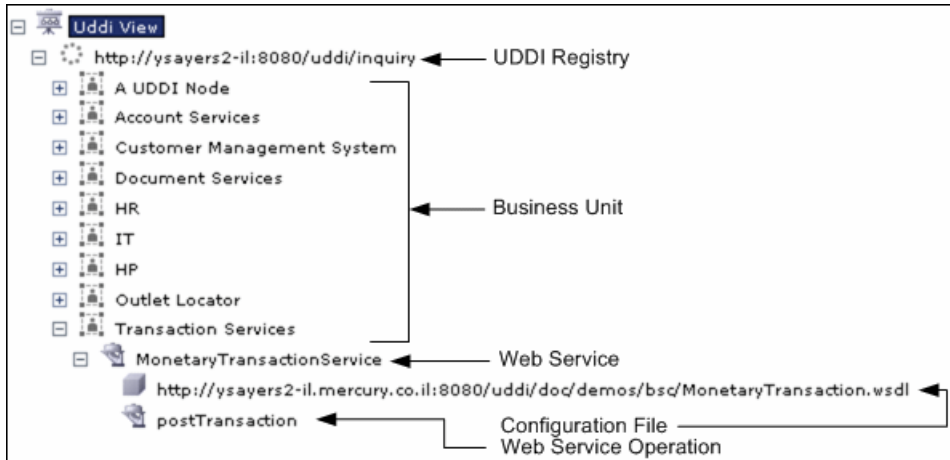 Uddi View
http://ysayers2-il:8080/uddi/inquiry UDDI Registry
A UDDI Node
Account Services
Customer Management System
Document Services
HR Business Unit
IT
HP
Outlet Locator
Transaction Services
MonetaryTransactionService Web Service
http://ysayers2-il.mercury.co.il:8080/uddi/doc/demos/bsc/MonetaryTransaction.wsdl
postTransaction Configuration File
Web Service Operation